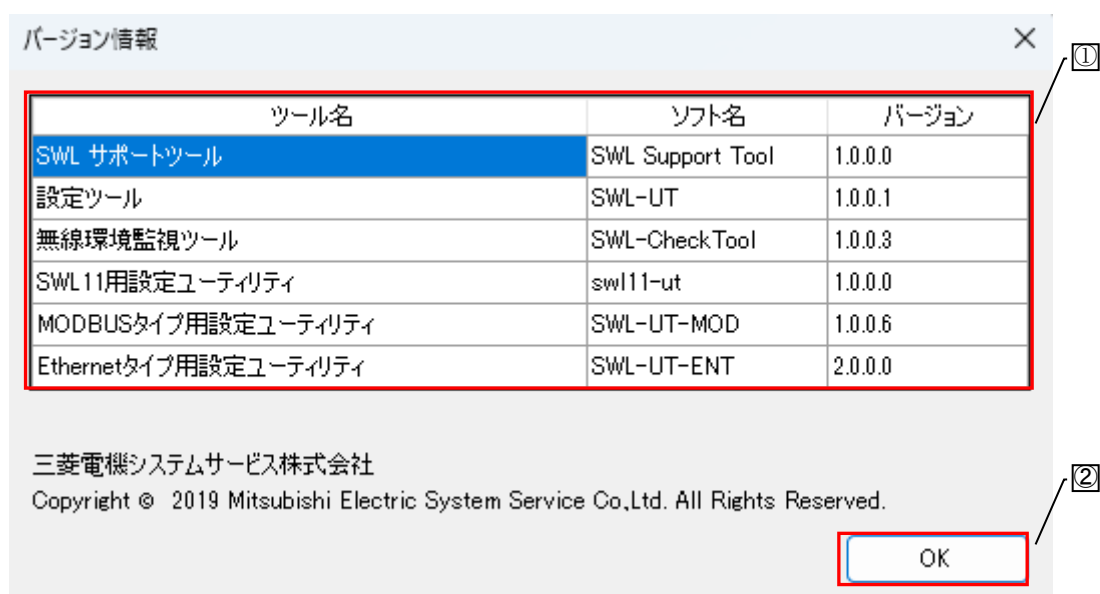 バージョン情報
①
ツール名 ソフト名 バージョン
SWL サポートツール SWL Support Tool 1.0.0.0
設定ツール SWL-UT 1.0.0.1
無線環境監視ツール SWL-CheckTool 1.0.0.3
SWL11用設定ユーティリティ swl11-ut 1.0.0.0
MODBUSタイプ用設定ユーティリティ SWL-UT-MOD 1.0.0.6
Ethernetタイプ用設定ユーティリティ SWL-UT-ENT 2.0.0.0
三菱電機システムサービス株式会社
②
Copyright © 2019 Mitsubishi Electric System Service Co,Ltd. All Rights Reserved.
OK